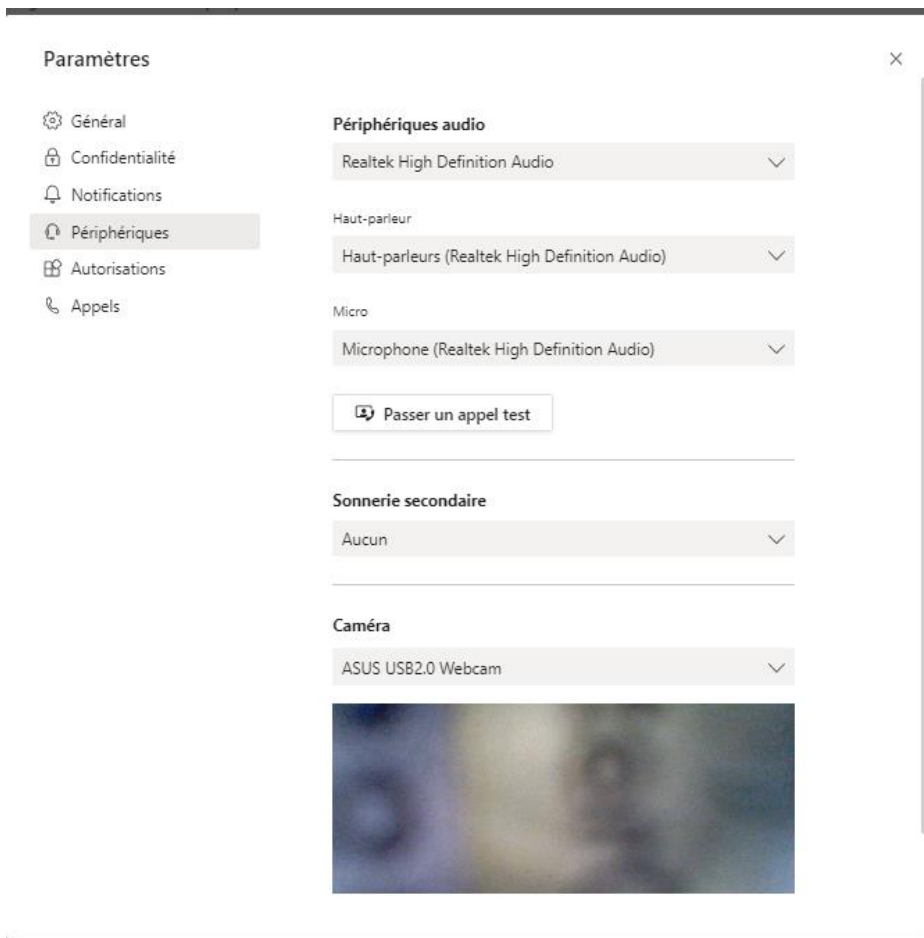 Paramètres
Général
Confidentialité
Notifications
Périphériques
Autorisations
Appels
Périphériques audio
Realtek High Definition Audio
Haut-parleur
Haut-parleurs (Realtek High Definition Audio)
Micro
Microphone (Realtek High Definition Audio)
Passer un appel test
Sonnerie secondaire
Aucun
Caméra
ASUS USB2.0 Webcam